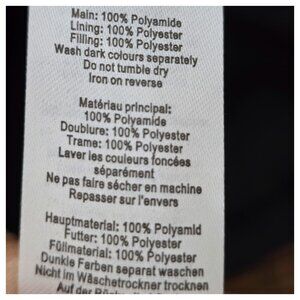 Main: 100% Polyamide
Lining: 100% Polyester
Filling: 100% Polyester
Wash dark colours separately
Do not tumble dry
Iron on reverse
Matériau principal:
100% Polyamide
Doublure: 100% Polyester
Trame: 100% Polyester
Laver les couleurs foncées
séparément
Ne pas faire sécher en machine
Repasser sur l'envers
Hauptmaterial: 100% Polyamid
Futter: 100% Polyester
Füllmaterial: 100% Polyester
Dunkle Farben separat waschen
Nicht im Wäschetrockner trocknen
Auf der